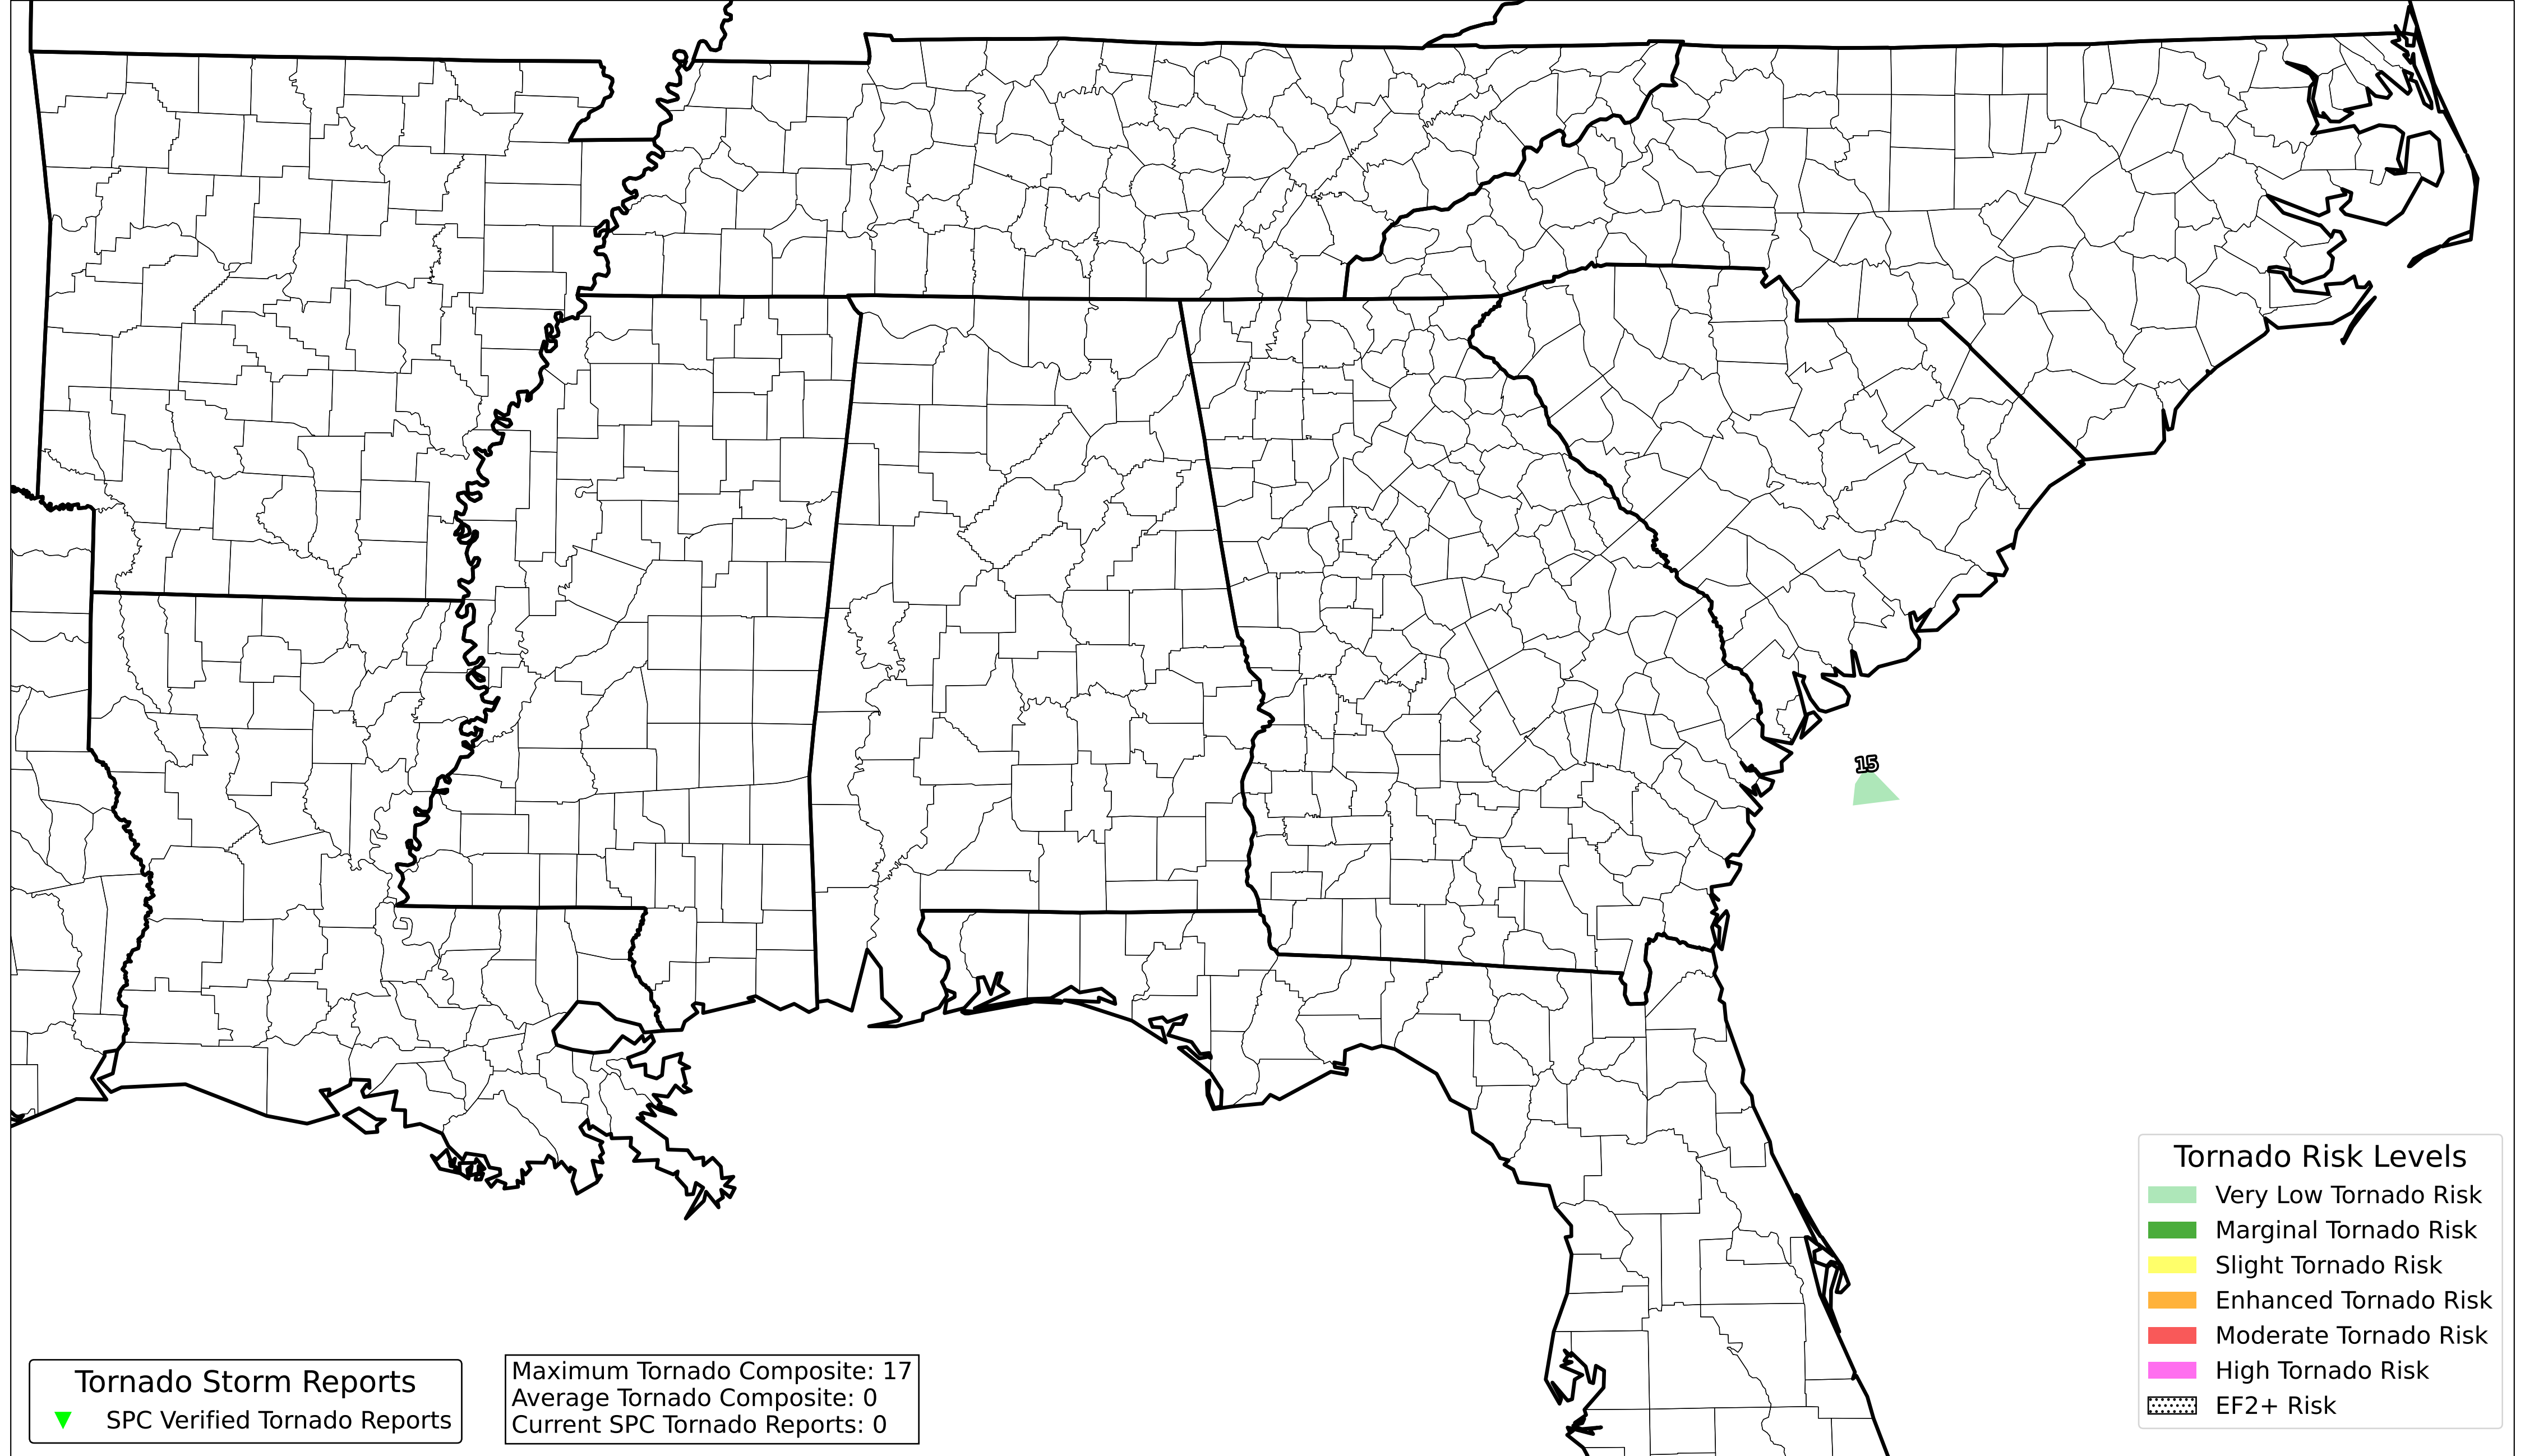 15
Tornado Risk Levels
Very Low Tornado Risk
Marginal Tornado Risk
Slight Tornado Risk
Enhanced Tornado Risk
Moderate Tornado Risk
High Tornado Risk
EF2+ Risk
Tornado Storm Reports
SPC Verified Tornado Reports
Maximum Tornado Composite: 17
Average Tornado Composite: 0
Current SPC Tornado Reports: 0